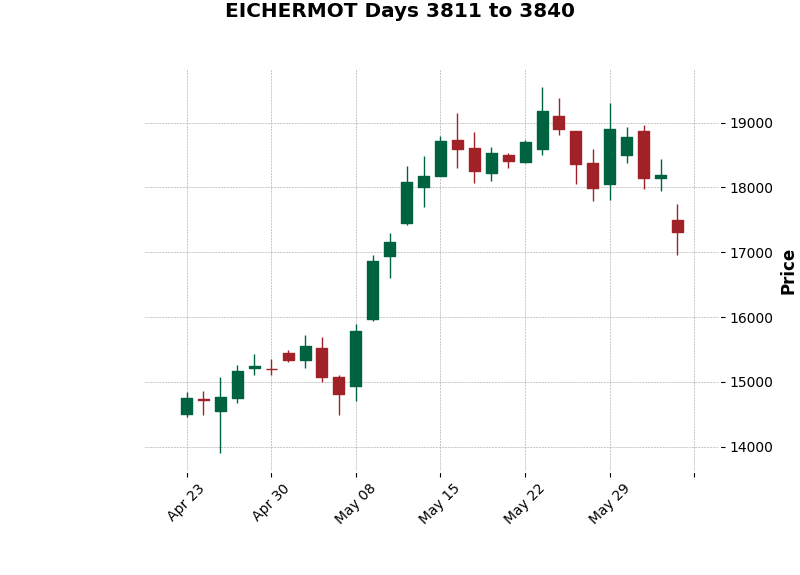 EICHERMOT Days 3811 to 3840
19000
18000
17000
16000
15000
14000
Price
Apr 23
Apr 30
May 08
May 15
May 22
May 29